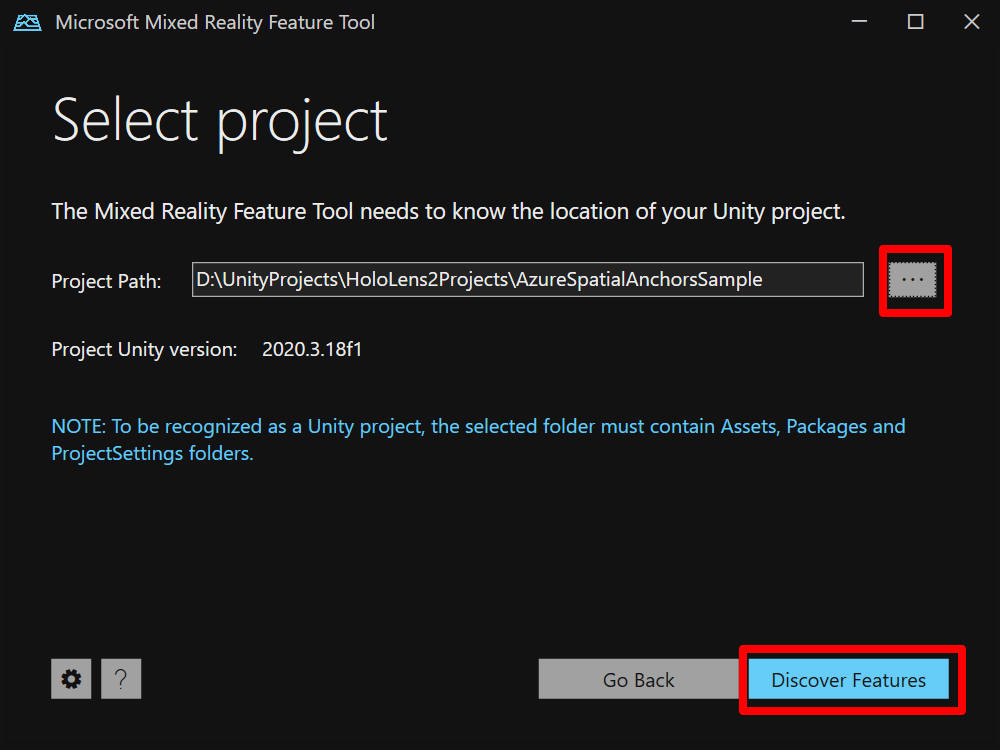 Microsoft Mixed Reality Feature Tool
Select project
The Mixed Reality Feature Tool needs to know the location of your Unity project.
Project Path: D:\UnityProjects\HoloLens2Projects\AzureSpatialAnchorsSample ...
Project Unity version: 2020.3.18f1
NOTE: To be recognized as a Unity project, the selected folder must contain Assets, Packages and
ProjectSettings folders.
? Go Back Discover Features